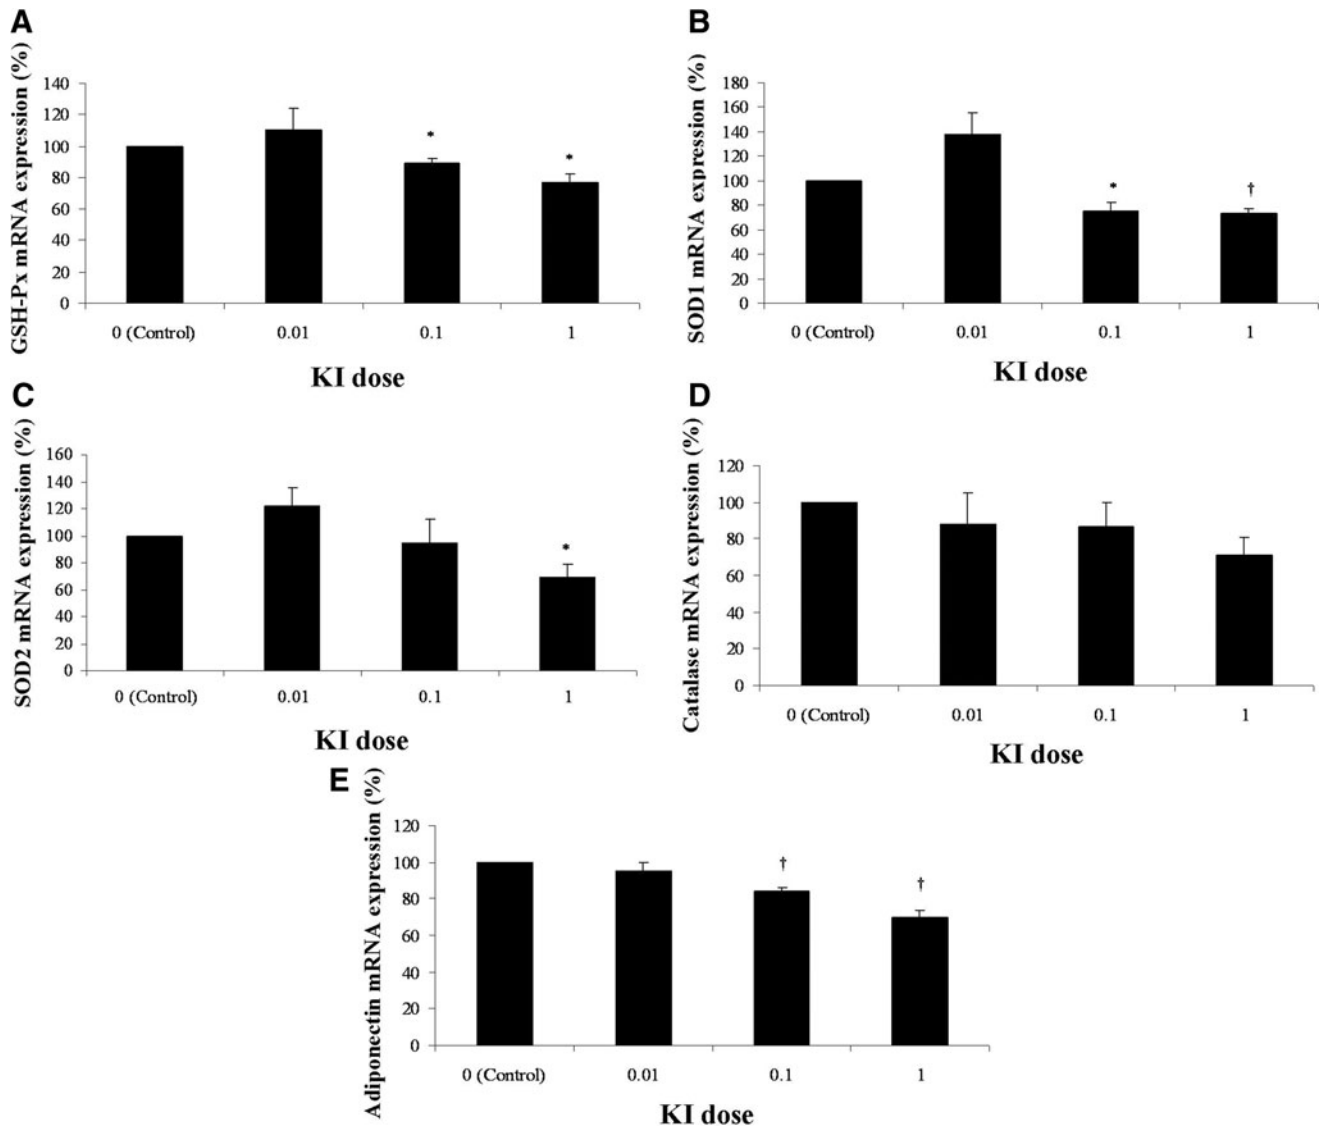 A
GSH-Px mRNA expression (%)
140
120
100
80
60
40
20
0
*
*
0 (Control) 0.01 0.1 1
KI dose
B
SOD1 mRNA expression (%)
180
160
140
120
100
80
60
40
20
0
*
†
0 (Control) 0.01 0.1 1
KI dose
C
SOD2 mRNA expression (%)
160
140
120
100
80
60
40
20
0
*
0 (Control) 0.01 0.1 1
KI dose
D
Catalase mRNA expression (%)
120
100
80
60
40
20
0
0 (Control) 0.01 0.1 1
KI dose
E
Adiponectin mRNA expression (%)
120
100
80
60
40
20
0
†
†
0 (Control) 0.01 0.1 1
KI dose